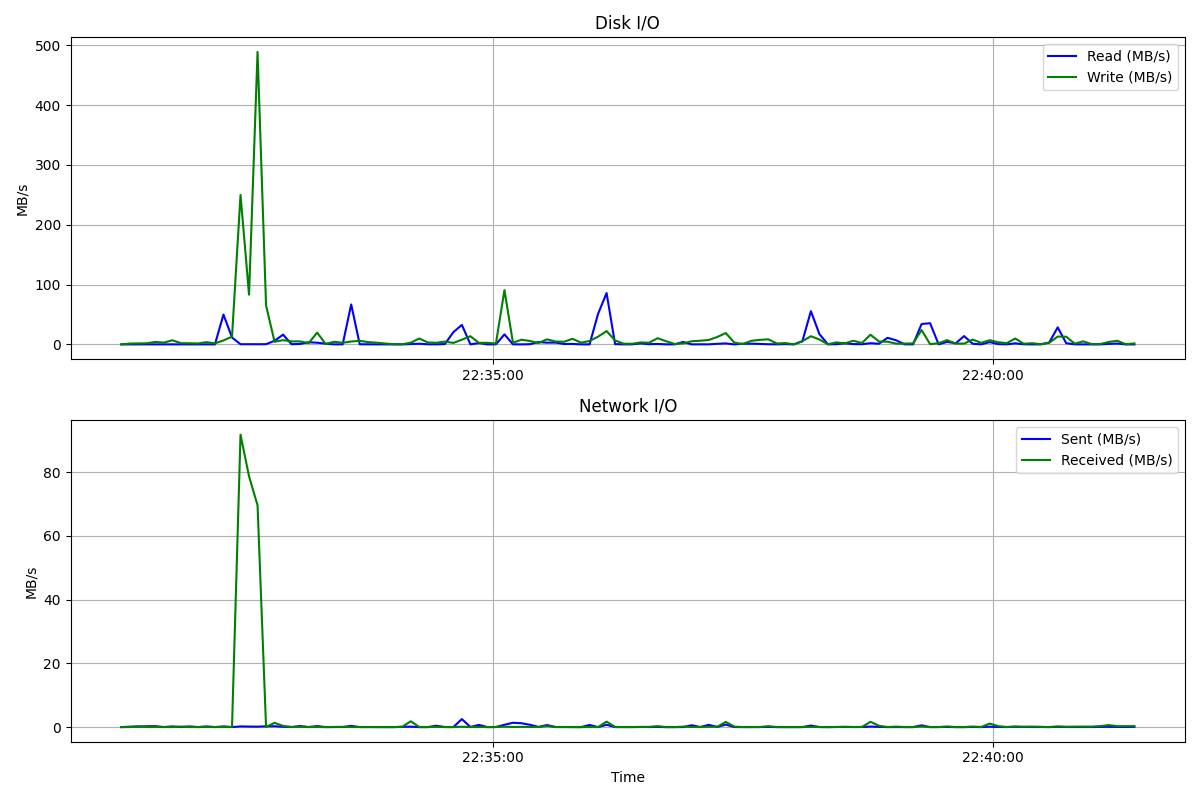 Disk I/O
500
400
300
200
100
0
MB/s
Read (MB/s)
Write (MB/s)
22:35:00
22:40:00
Network I/O
80
60
40
20
0
MB/s
Sent (MB/s)
Received (MB/s)
22:35:00
22:40:00
Time